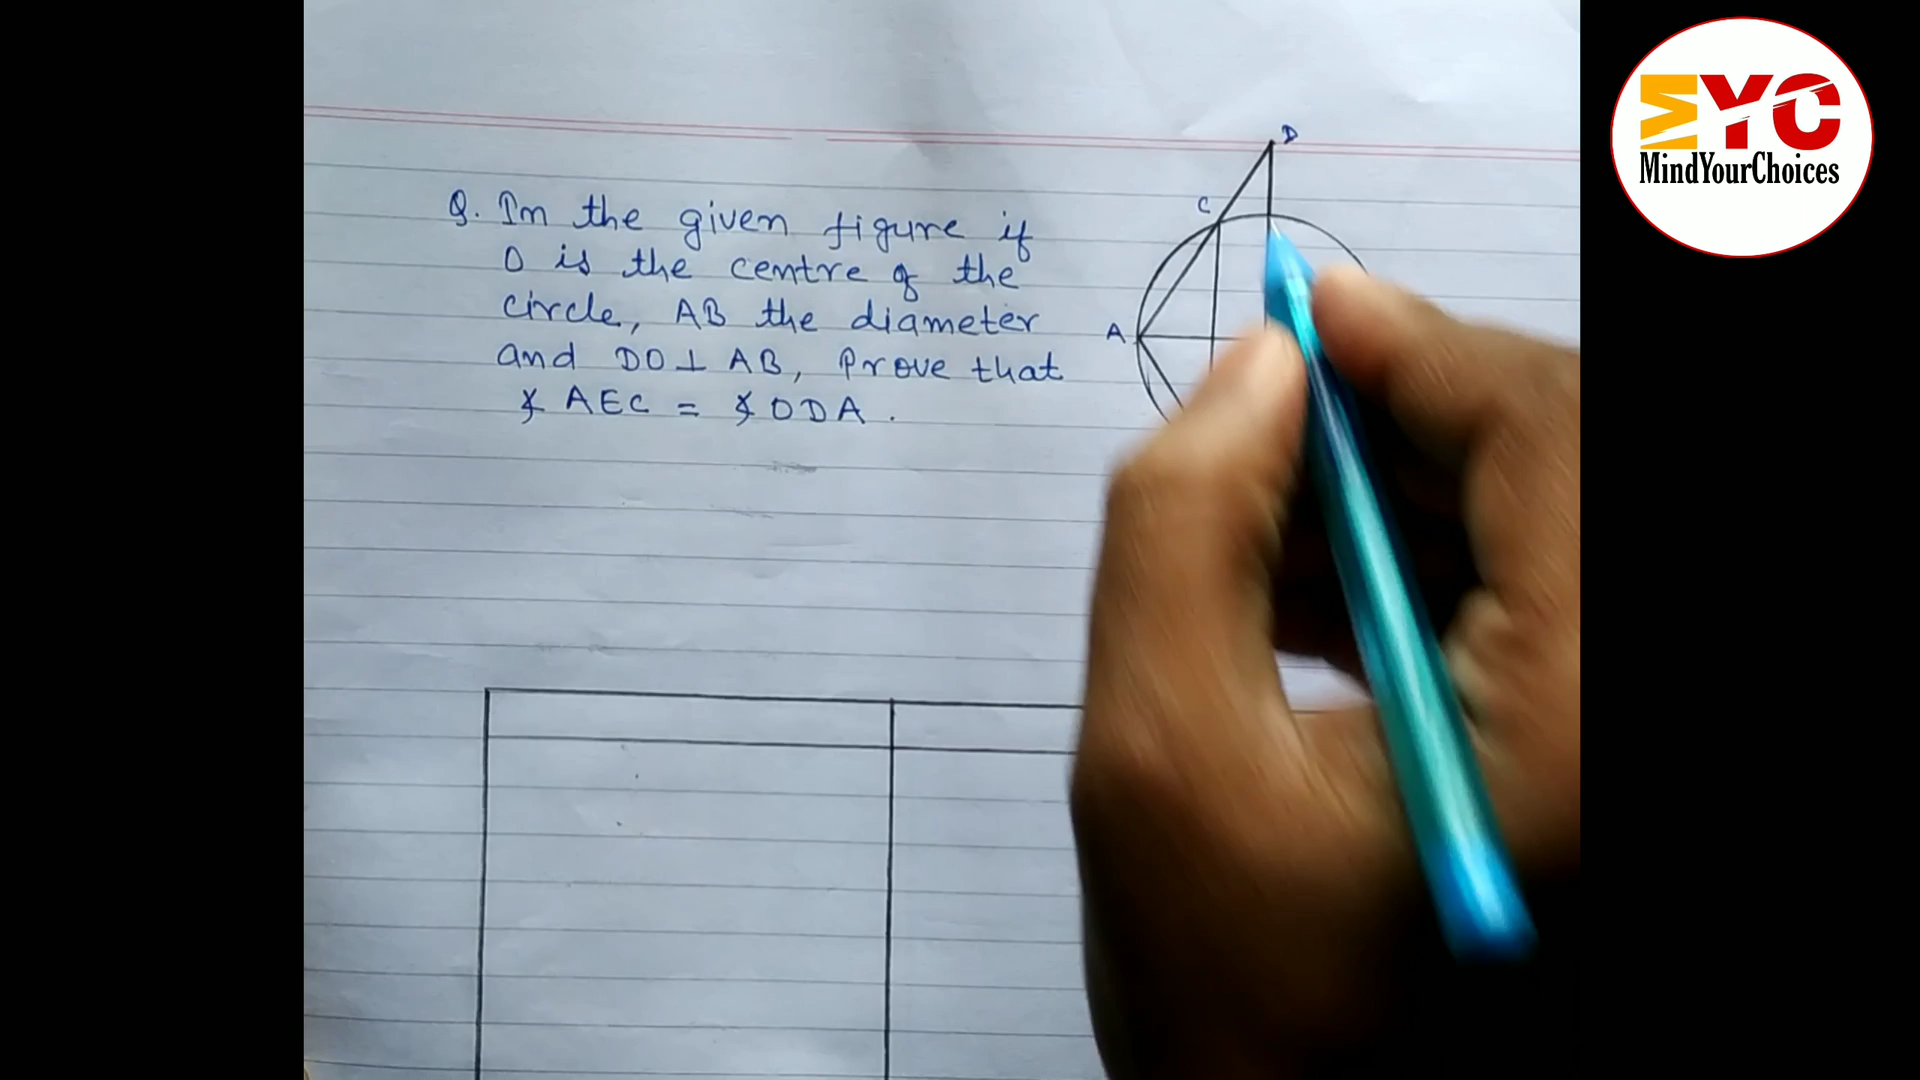 Q. In the given figure if
O is the centre of the
circle, AB the diameter
and DO ⊥ AB, Prove that
∡ AEC = ∡ ODA.
D
C
A
MYC
MindYourChoices